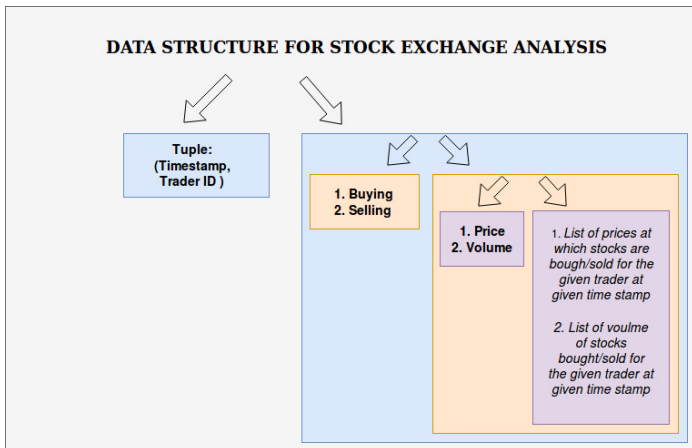 DATA STRUCTURE FOR STOCK EXCHANGE ANALYSIS
Tuple:
(Timestamp,
Trader ID )
1. Buying
2. Selling
1. Price
2. Volume
1. List of prices at
which stocks are
bough/sold for the
given trader at
given time stamp
2. List of voulme
of stocks
bought/sold for
the given trader at
given time stamp